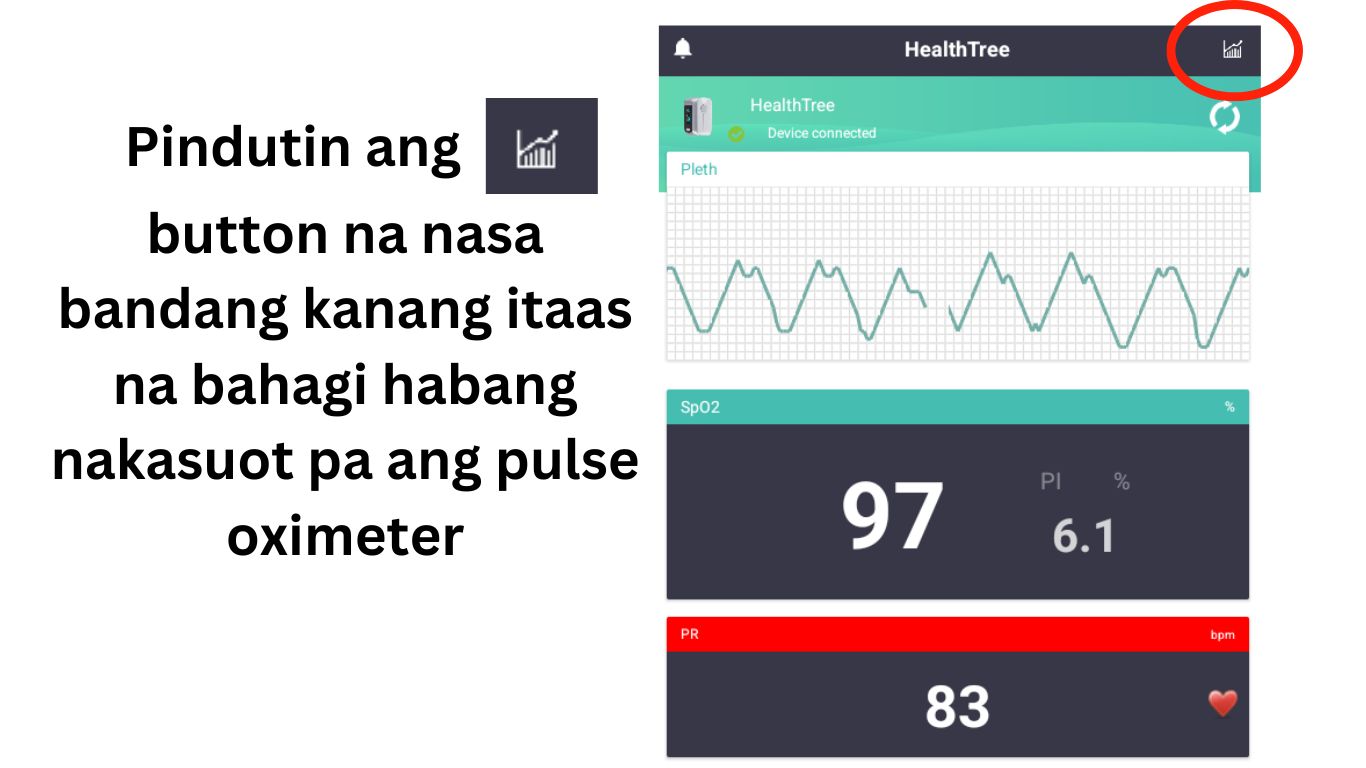 Pindutin ang
button na nasa
bandang kanang itaas
na bahagi habang
nakasuot pa ang pulse
oximeter
HealthTree
HealthTree
Device connected
Pleth
SpO2 %
PI %
97 6.1
PR bpm
83